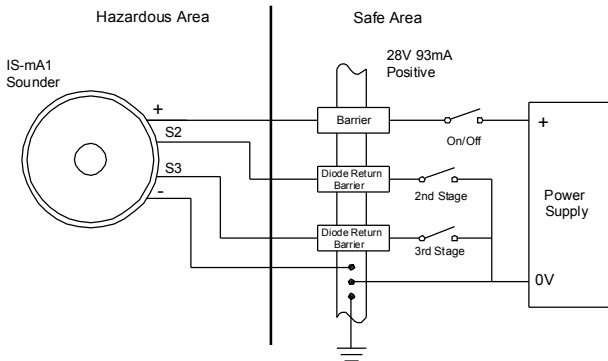 Hazardous Area
Safe Area
28V 93mA
Positive
IS-mA1
Sounder
+
Barrier
On/Off
+
S2
Diode Return
Barrier
2nd Stage
Power
Supply
S3
-
Diode Return
Barrier
3rd Stage
0V